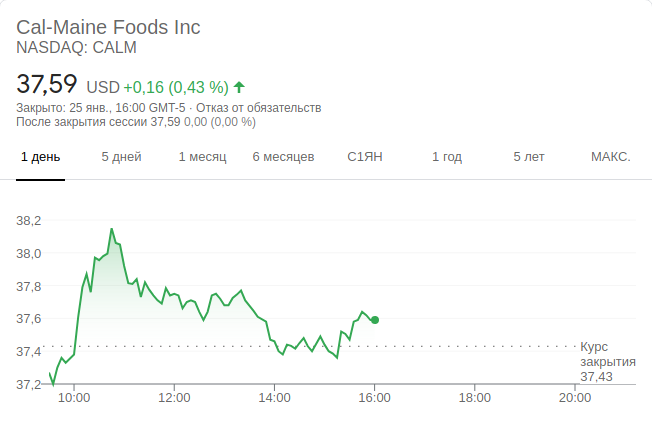 Cal-Maine Foods Inc
NASDAQ: CALM
37,59 USD +0,16 (0,43 %)
Закрыто: 25 янв., 16:00 GMT-5 · Отказ от обязательств
После закрытия сессии 37,59 0,00 (0,00 %)
1 день 5 дней 1 месяц 6 месяцев С1ЯН 1 год 5 лет МАКС.
38,2
38,0
37,8
37,6
37,4
37,2
Курс
закрытия
37,43
10:00 12:00 14:00 16:00 18:00 20:00